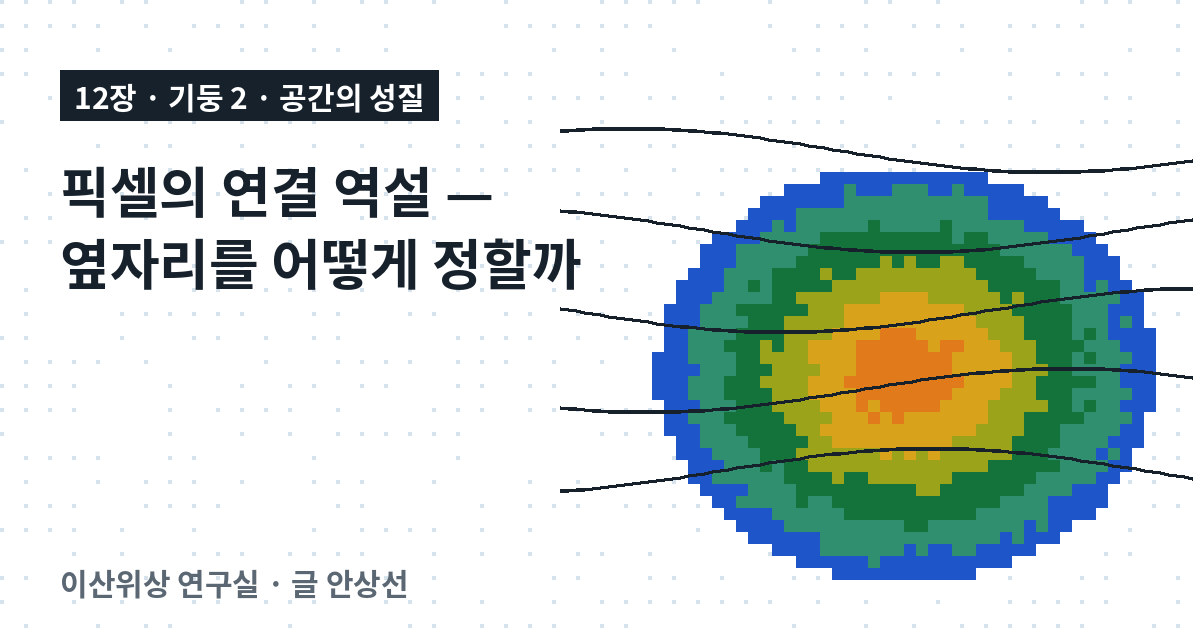 12장 · 기둥 2 · 공간의 성질
픽셀의 연결 역설 —
옆자리를 어떻게 정할까
이산위상 연구실 · 글 안상선